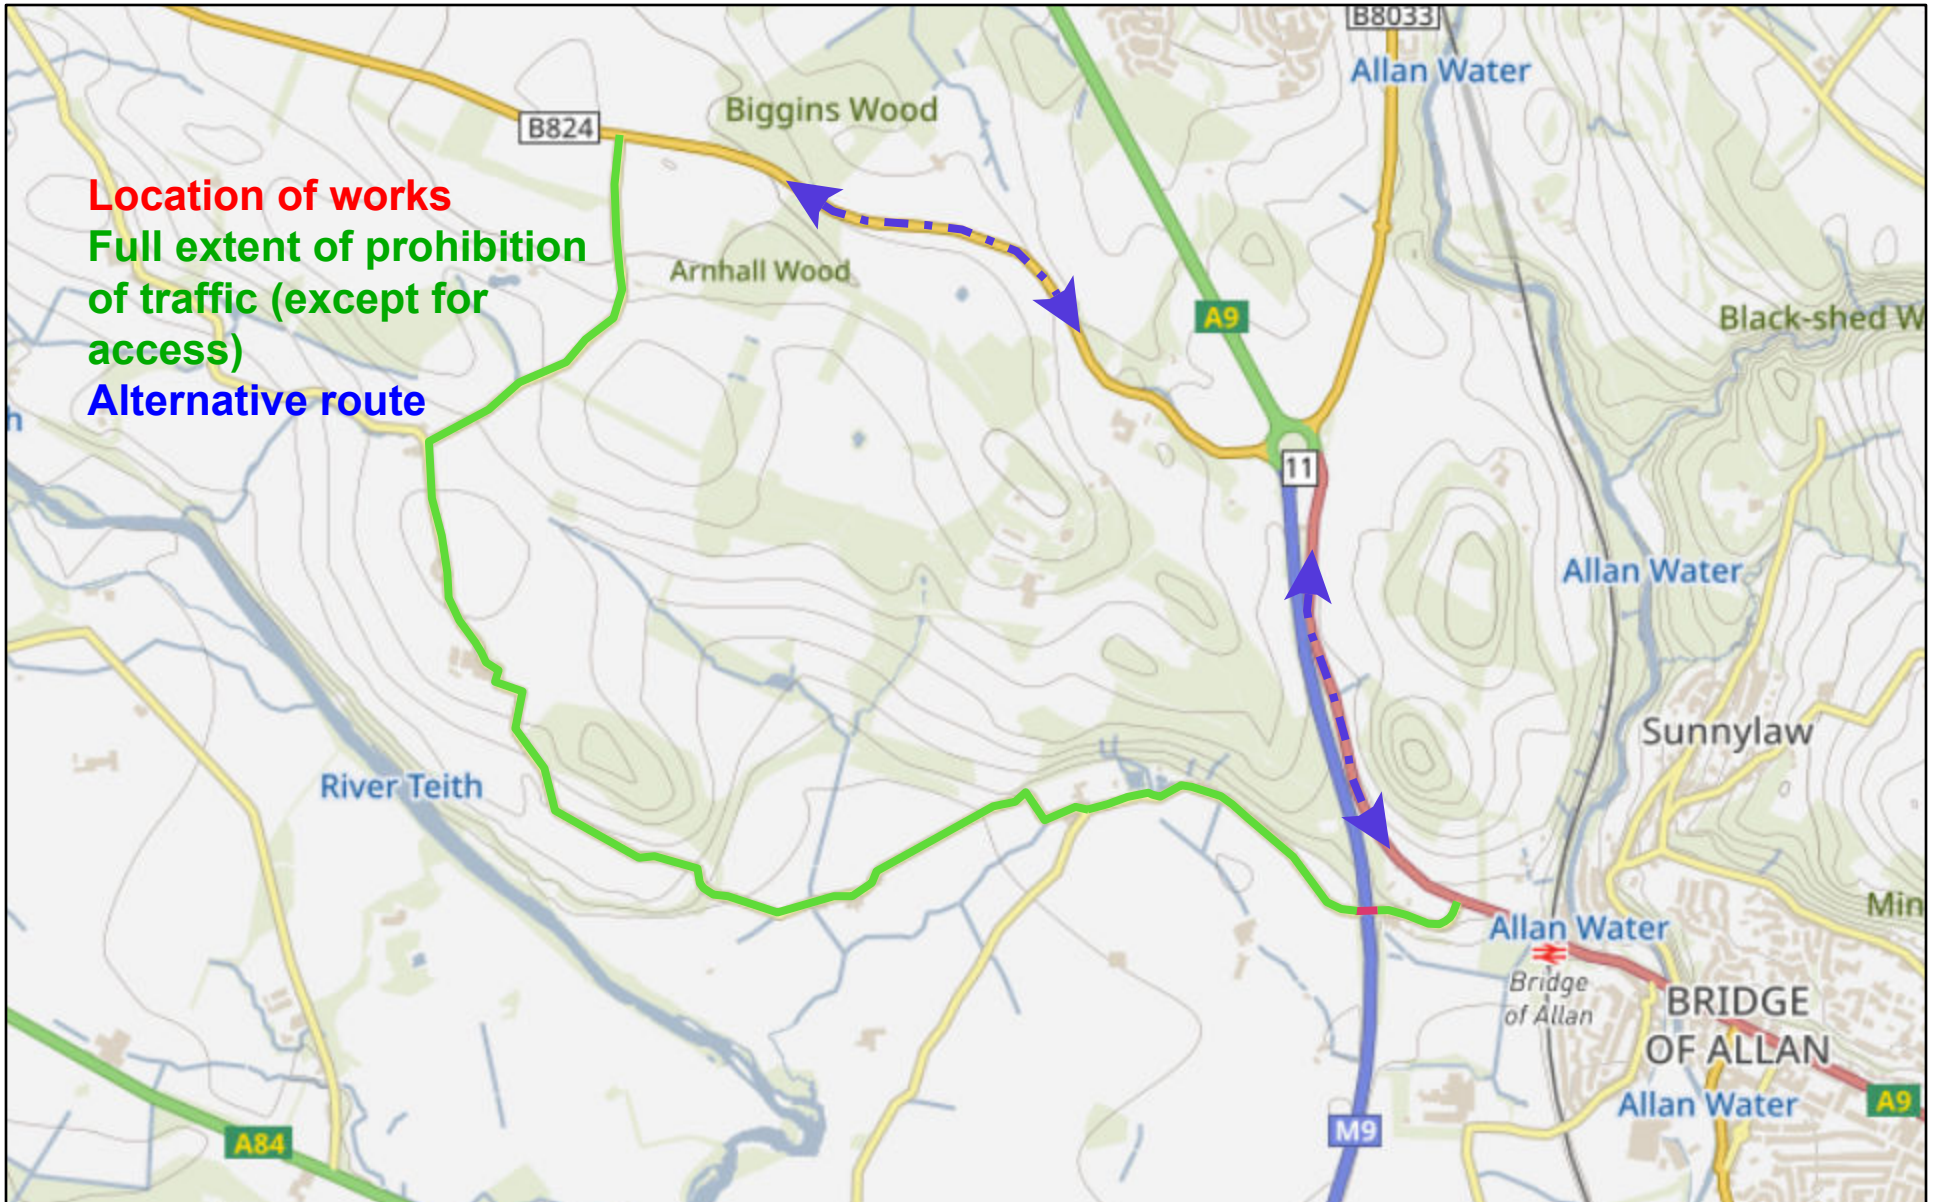 B8033
Allan Water
Biggins Wood
B824
Location of works
Full extent of prohibition
of traffic (except for
access)
Alternative route
Arnhall Wood
A9
Black-shed W
h
11
Allan Water
Sunnylaw
River Teith
Min
Allan Water
Bridge
of Allan
BRIDGE
OF ALLAN
Allan Water
A9
M9
A84